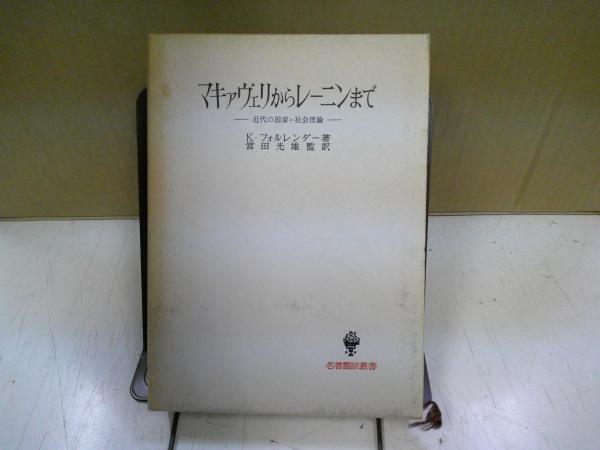 マキァヴェリからレーニンまで
― 近代の国家=社会理論 ―
K・フォルレンダー著
宮田光雄監訳
名著翻訳叢書